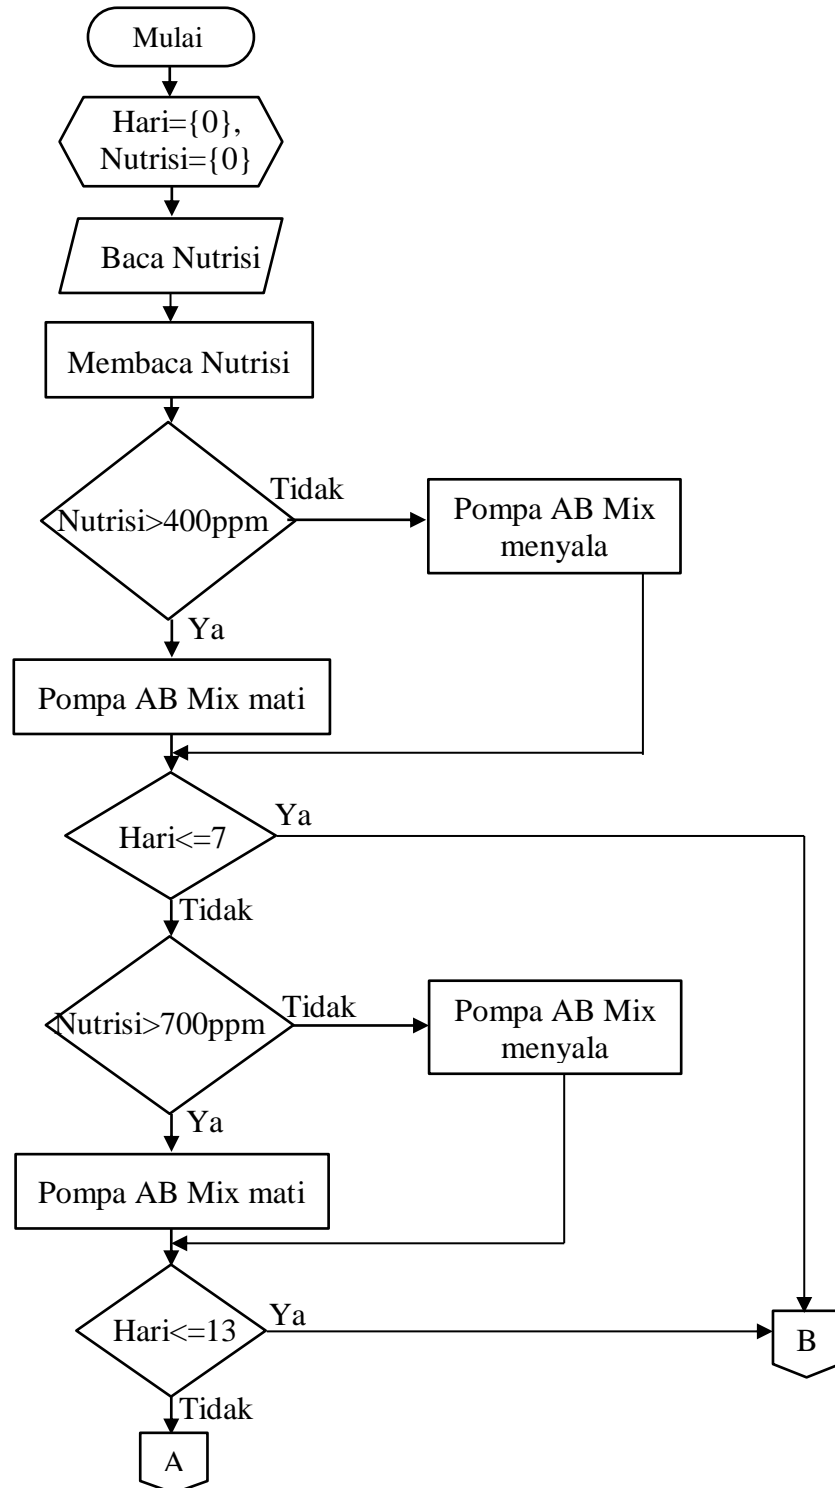 Mulai
Hari={0},
Nutrisi={0}
Baca Nutrisi
Membaca Nutrisi
Nutrisi>400ppm
Tidak
Pompa AB Mix
menyala
Ya
Pompa AB Mix mati
Hari<=7
Ya
Tidak
Nutrisi>700ppm
Tidak
Pompa AB Mix
menyala
Ya
Pompa AB Mix mati
Hari<=13
Ya
B
Tidak
A